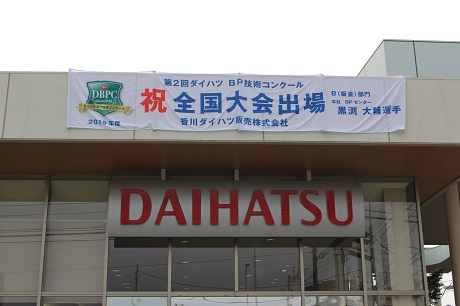 第2回ダイハツ BP技術コンクール
祝 全国大会出場
香川ダイハツ販売株式会社
B(板金)部門
本社 BPセンター
黒渕 大輔選手
DBPC
2019年度
DAIHATSU